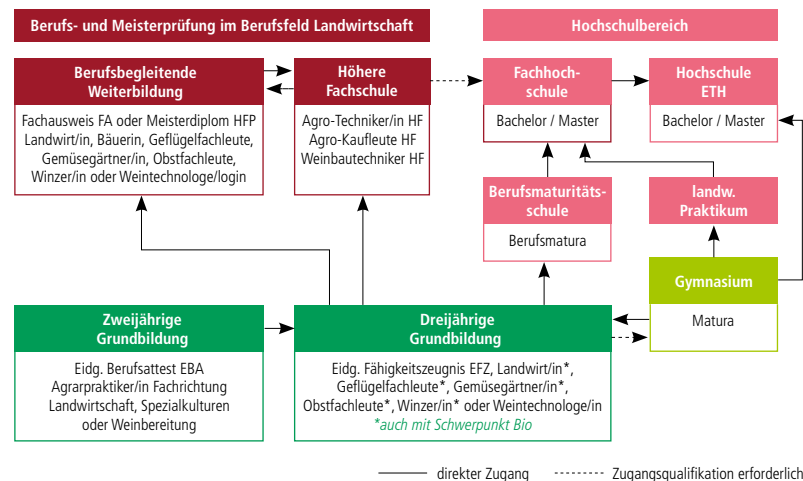 Berufs- und Meisterprüfung im Berufsfeld Landwirtschaft
Hochschulbereich
Berufsbegleitende
Weiterbildung
Fachausweis FA oder Meisterdiplom HFP
Landwirt/in, Bäuerin, Geflügelfachleute,
Gemüsegärtner/in, Obstfachleute,
Winzer/in oder Weintechnologe/login
Höhere
Fachschule
Agro-Techniker/in HF
Agro-Kaufleute HF
Weinbautechniker HF
Fachhoch-
schule
Bachelor / Master
Hochschule
ETH
Bachelor / Master
Berufsmaturitäts-
schule
Berufsmatura
landw.
Praktikum
Gymnasium
Matura
Zweijährige
Grundbildung
Eidg. Berufsattest EBA
Agrarpraktiker/in Fachrichtung
Landwirtschaft, Spezialkulturen
oder Weinbereitung
Dreijährige
Grundbildung
Eidg. Fähigkeitszeugnis EFZ, Landwirt/in*,
Geflügelfachleute*, Gemüsegärtner/in*,
Obstfachleute*, Winzer/in* oder Weintechnologe/in
*auch mit Schwerpunkt Bio
direkter Zugang
Zugangsqualifikation erforderlich